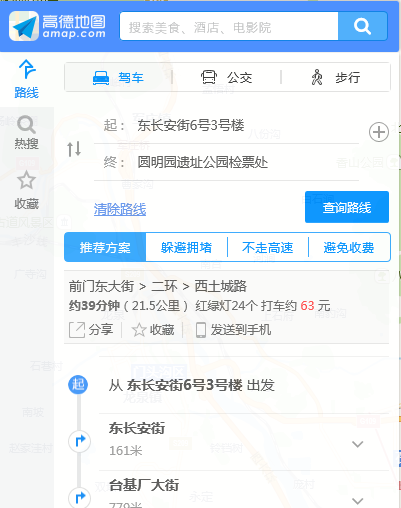 高德地图
amap.com
搜索美食、酒店、电影院
路线
热搜
收藏
驾车
公交
步行
起：
东长安街6号3号楼
终：
圆明园遗址公园检票处
清除路线
查询路线
推荐方案
躲避拥堵
不走高速
避免收费
前门东大街 > 二环 > 西土城路
约39分钟（21.5公里） 红绿灯24个 打车约 63 元
分享
收藏
发送到手机
起
从 东长安街6号3号楼 出发
东长安街
161米
台基厂大街
779米